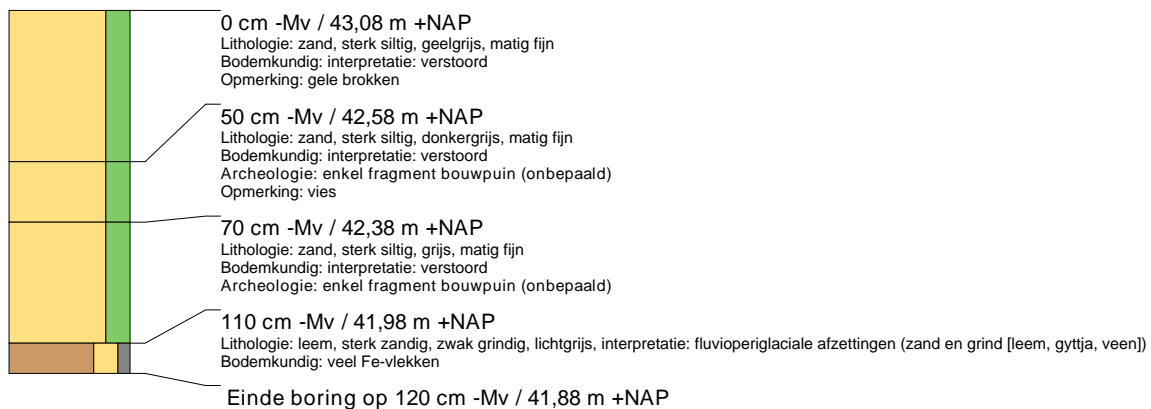 0 cm -Mv / 43,08 m +NAP
Lithologie: zand, sterk siltig, geelgrijs, matig fijn
Bodemkundig: interpretatie: verstoord
Opmerking: gele brokken
50 cm -Mv / 42,58 m +NAP
Lithologie: zand, sterk siltig, donkergrijs, matig fijn
Bodemkundig: interpretatie: verstoord
Archeologie: enkel fragment bouwpuin (onbepaald)
Opmerking: vies
70 cm -Mv / 42,38 m +NAP
Lithologie: zand, sterk siltig, grijs, matig fijn
Bodemkundig: interpretatie: verstoord
Archeologie: enkel fragment bouwpuin (onbepaald)
110 cm -Mv / 41,98 m +NAP
Lithologie: leem, sterk zandig, zwak grindig, lichtgrijs, interpretatie: fluvioperiglaciale afzettingen (zand en grind [leem, gyttja, veen])
Bodemkundig: veel Fe-vlekken
Einde boring op 120 cm -Mv / 41,88 m +NAP